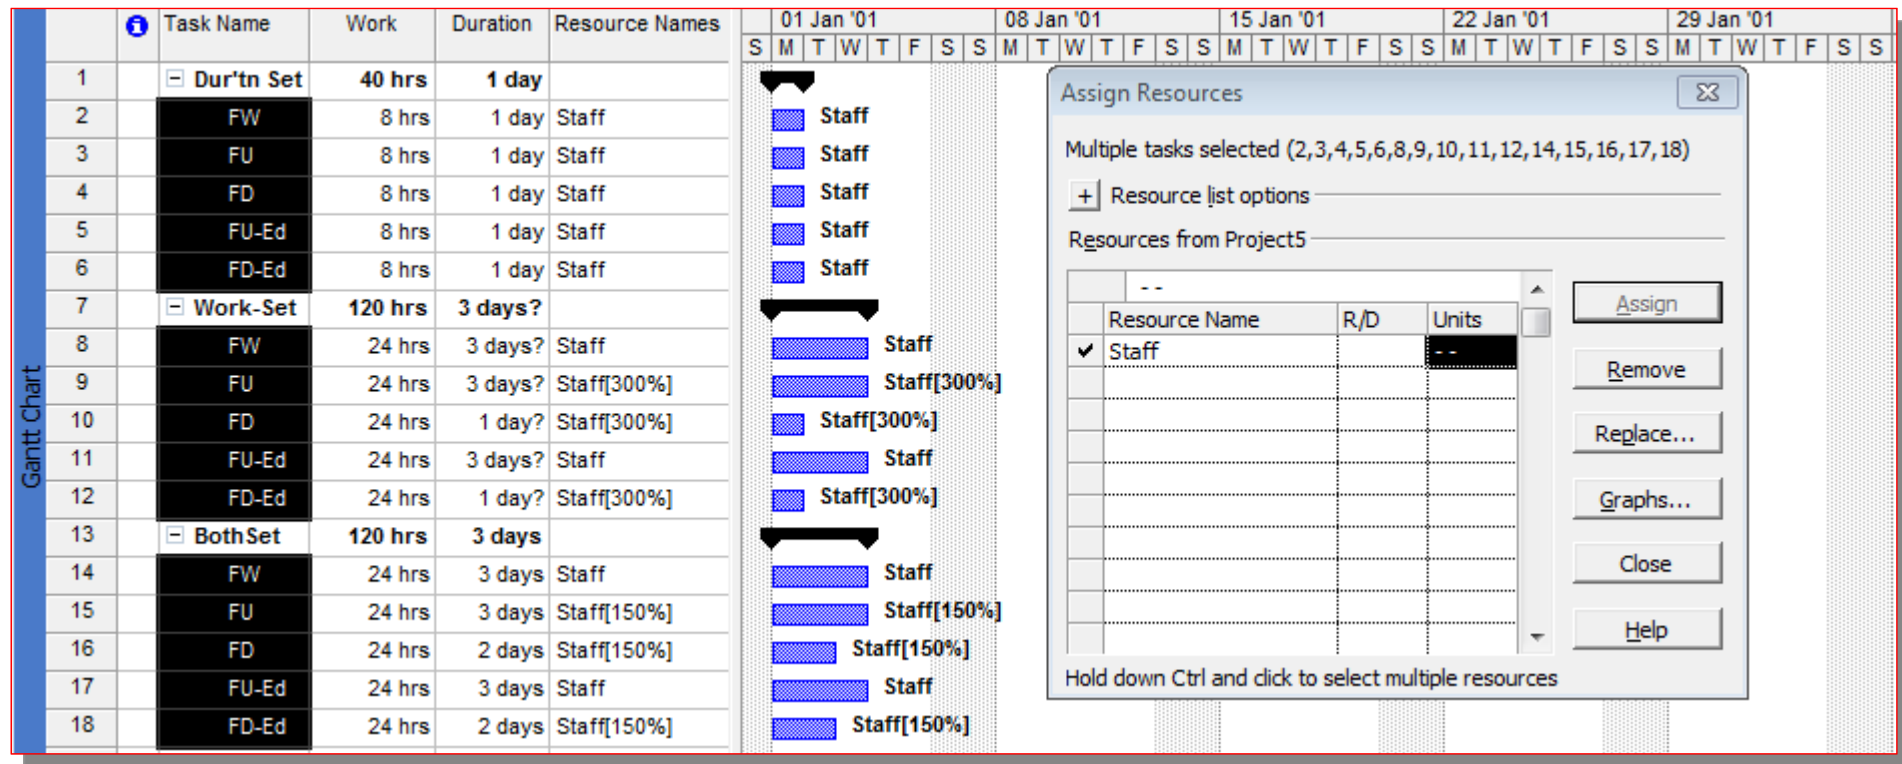 Task Name Work Duration Resource Names 01 Jan '01 08 Jan '01 15 Jan '01 22 Jan '01 29 Jan '01
S M T W T F S S M T W T F S S M T W T F S S M T W T F S S M T W T F S S
1 Dur'tn Set 40 hrs 1 day
2 FW 8 hrs 1 day Staff Staff
3 FU 8 hrs 1 day Staff Staff
4 FD 8 hrs 1 day Staff Staff
5 FU-Ed 8 hrs 1 day Staff Staff
6 FD-Ed 8 hrs 1 day Staff Staff
7 Work-Set 120 hrs 3 days?
8 FW 24 hrs 3 days? Staff Staff
9 FU 24 hrs 3 days? Staff[300%] Staff[300%]
10 FD 24 hrs 1 day? Staff[300%] Staff[300%]
11 FU-Ed 24 hrs 3 days? Staff Staff
12 FD-Ed 24 hrs 1 day? Staff[300%] Staff[300%]
13 BothSet 120 hrs 3 days
14 FW 24 hrs 3 days Staff Staff
15 FU 24 hrs 3 days Staff[150%] Staff[150%]
16 FD 24 hrs 2 days Staff[150%] Staff[150%]
17 FU-Ed 24 hrs 3 days Staff Staff
18 FD-Ed 24 hrs 2 days Staff[150%] Staff[150%]
Gantt Chart
Assign Resources
Multiple tasks selected (2,3,4,5,6,8,9,10,11,12,14,15,16,17,18)
+ Resource list options
Resources from Project5
- -
Resource Name R/D Units
Staff - -
Assign
Remove
Replace...
Graphs...
Close
Help
Hold down Ctrl and click to select multiple resources